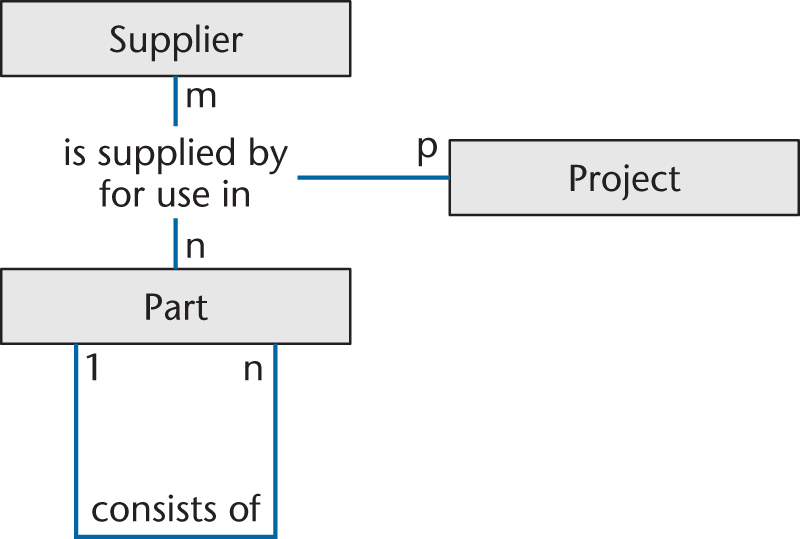 Supplier
m
is supplied by
for use in
p
Project
n
Part
1
n
consists of